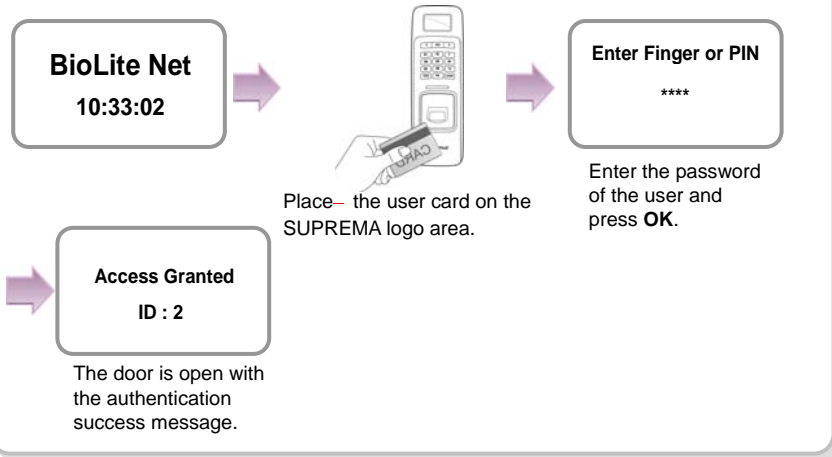 BioLite Net
10:33:02
CARD
Enter Finger or PIN
****
Place– the user card on the
SUPREMA logo area.
Enter the password
of the user and
press OK.
Access Granted
ID : 2
The door is open with
the authentication
success message.